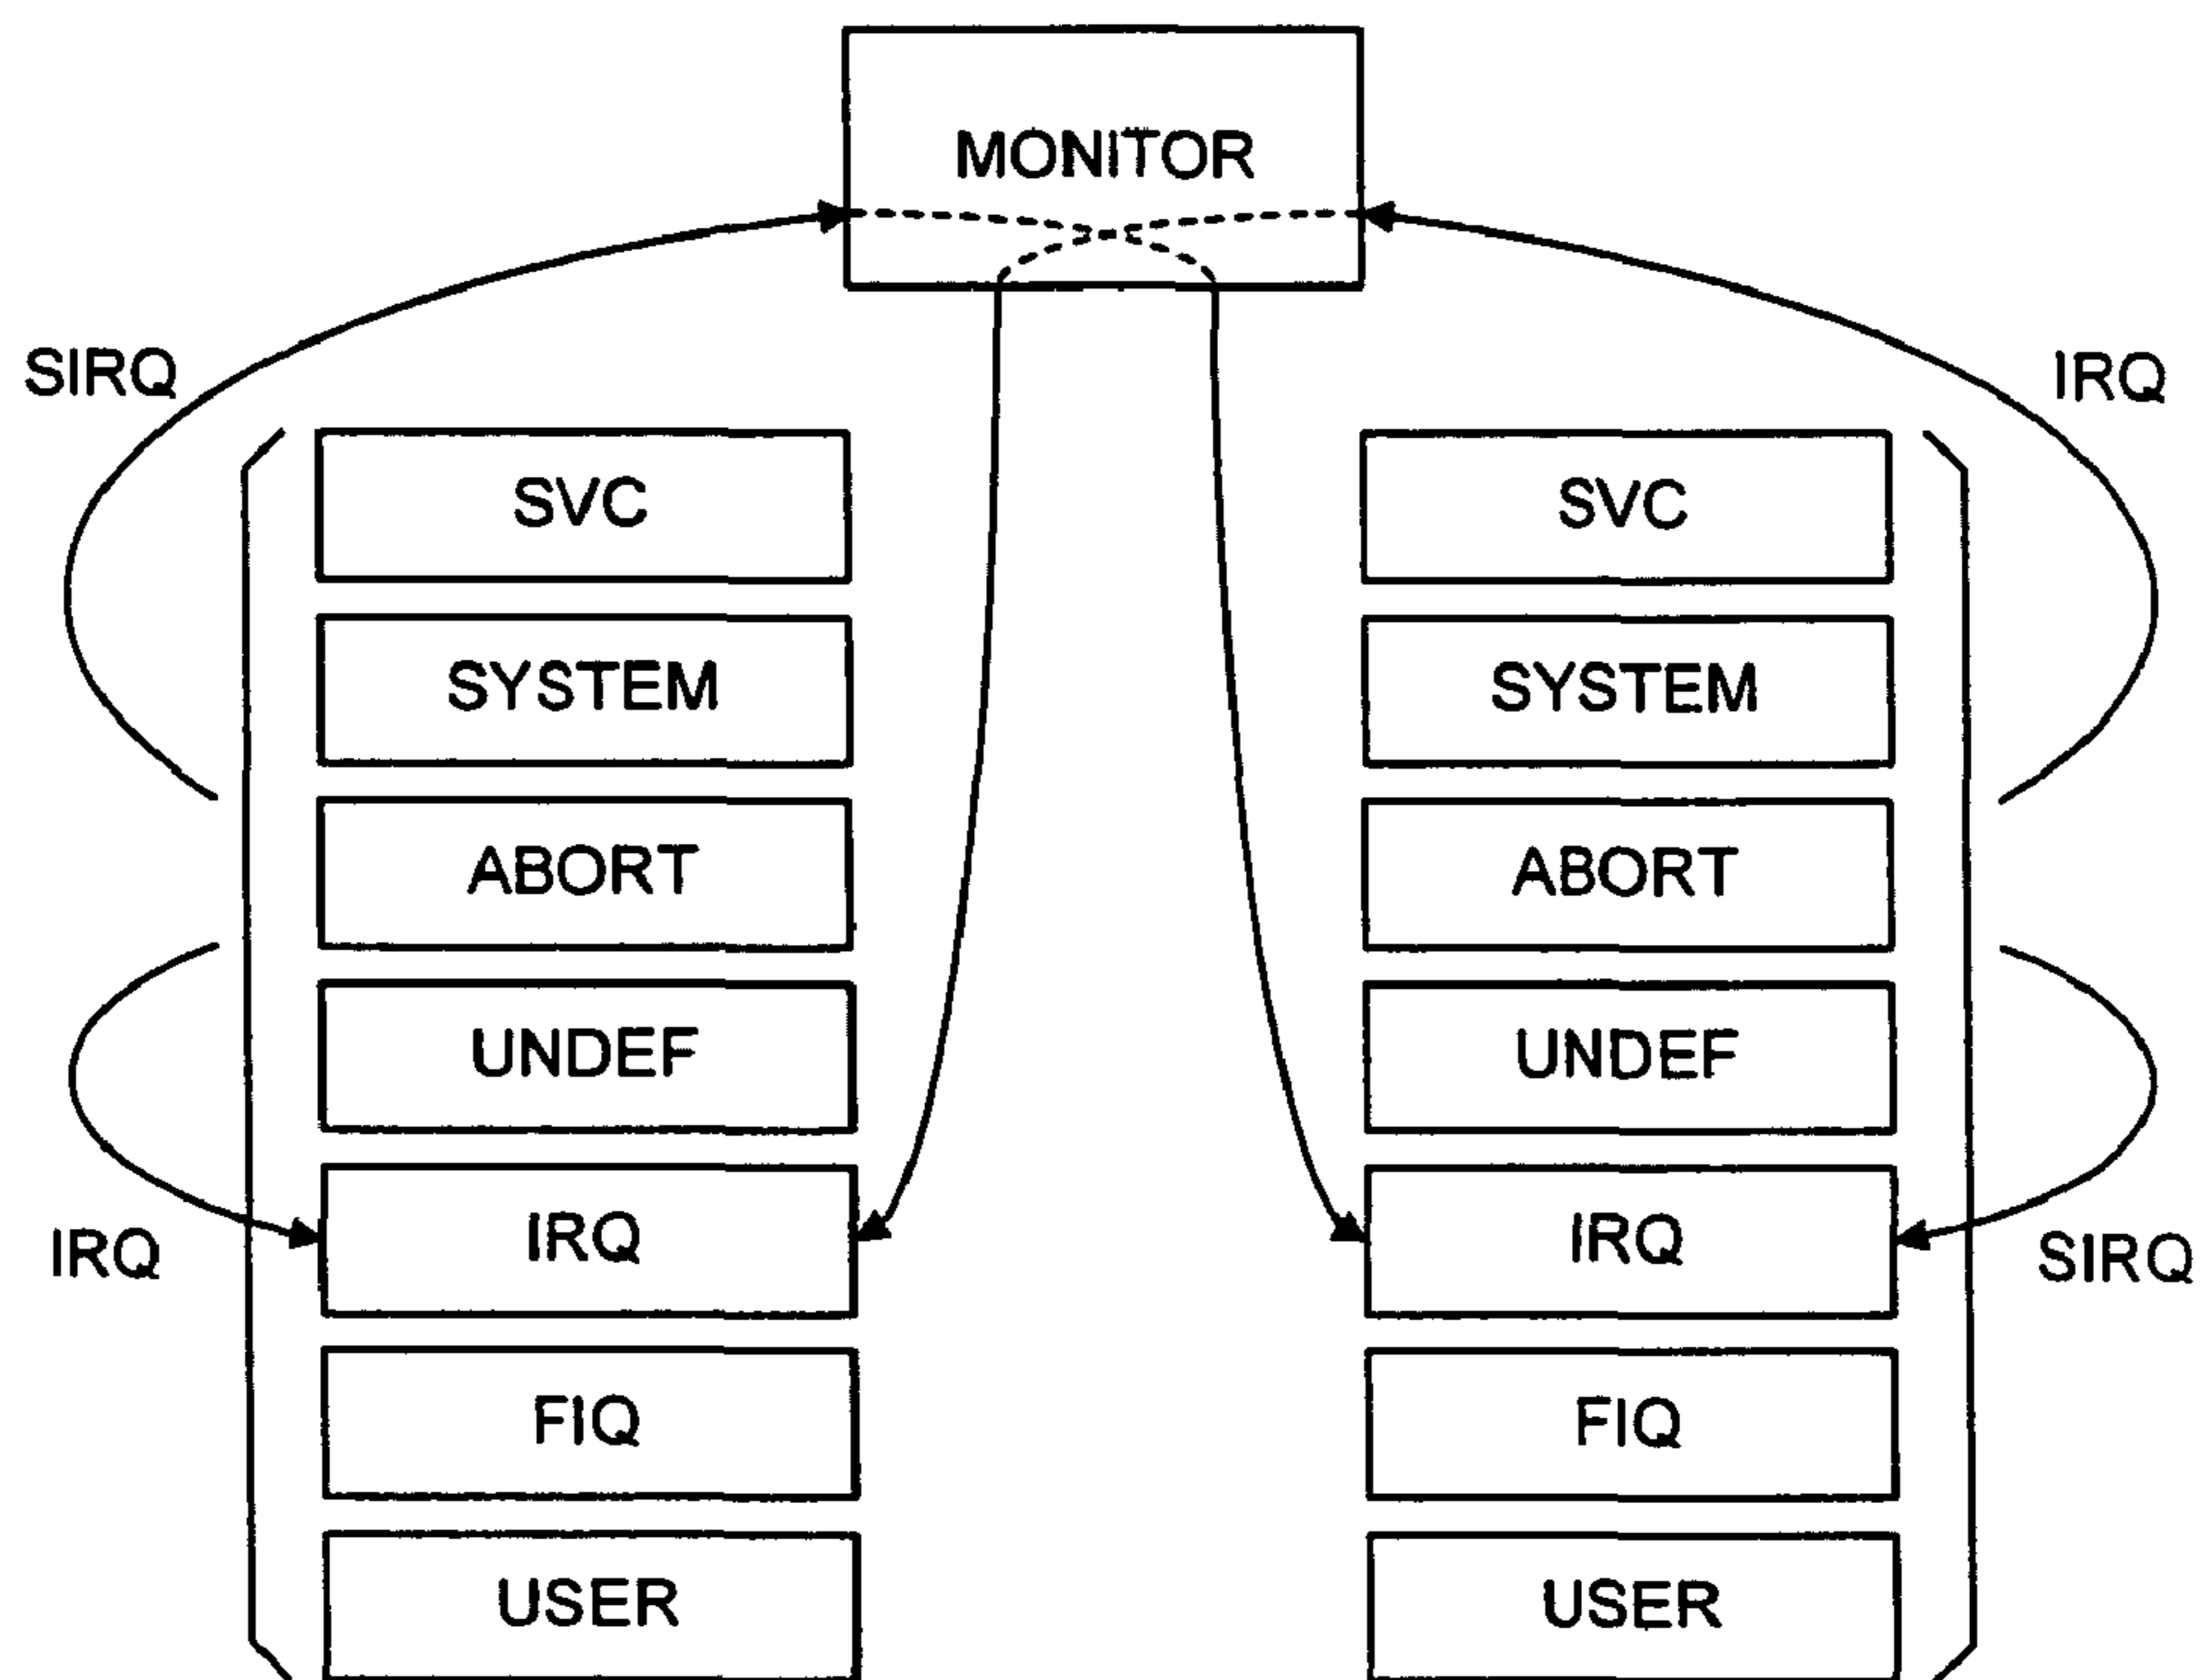 MONITOR
SIRQ
IRQ
SVC
SVC
SYSTEM
SYSTEM
ABORT
ABORT
UNDEF
UNDEF
IRQ
IRQ
IRQ
SIRQ
FIQ
FIQ
USER
USER